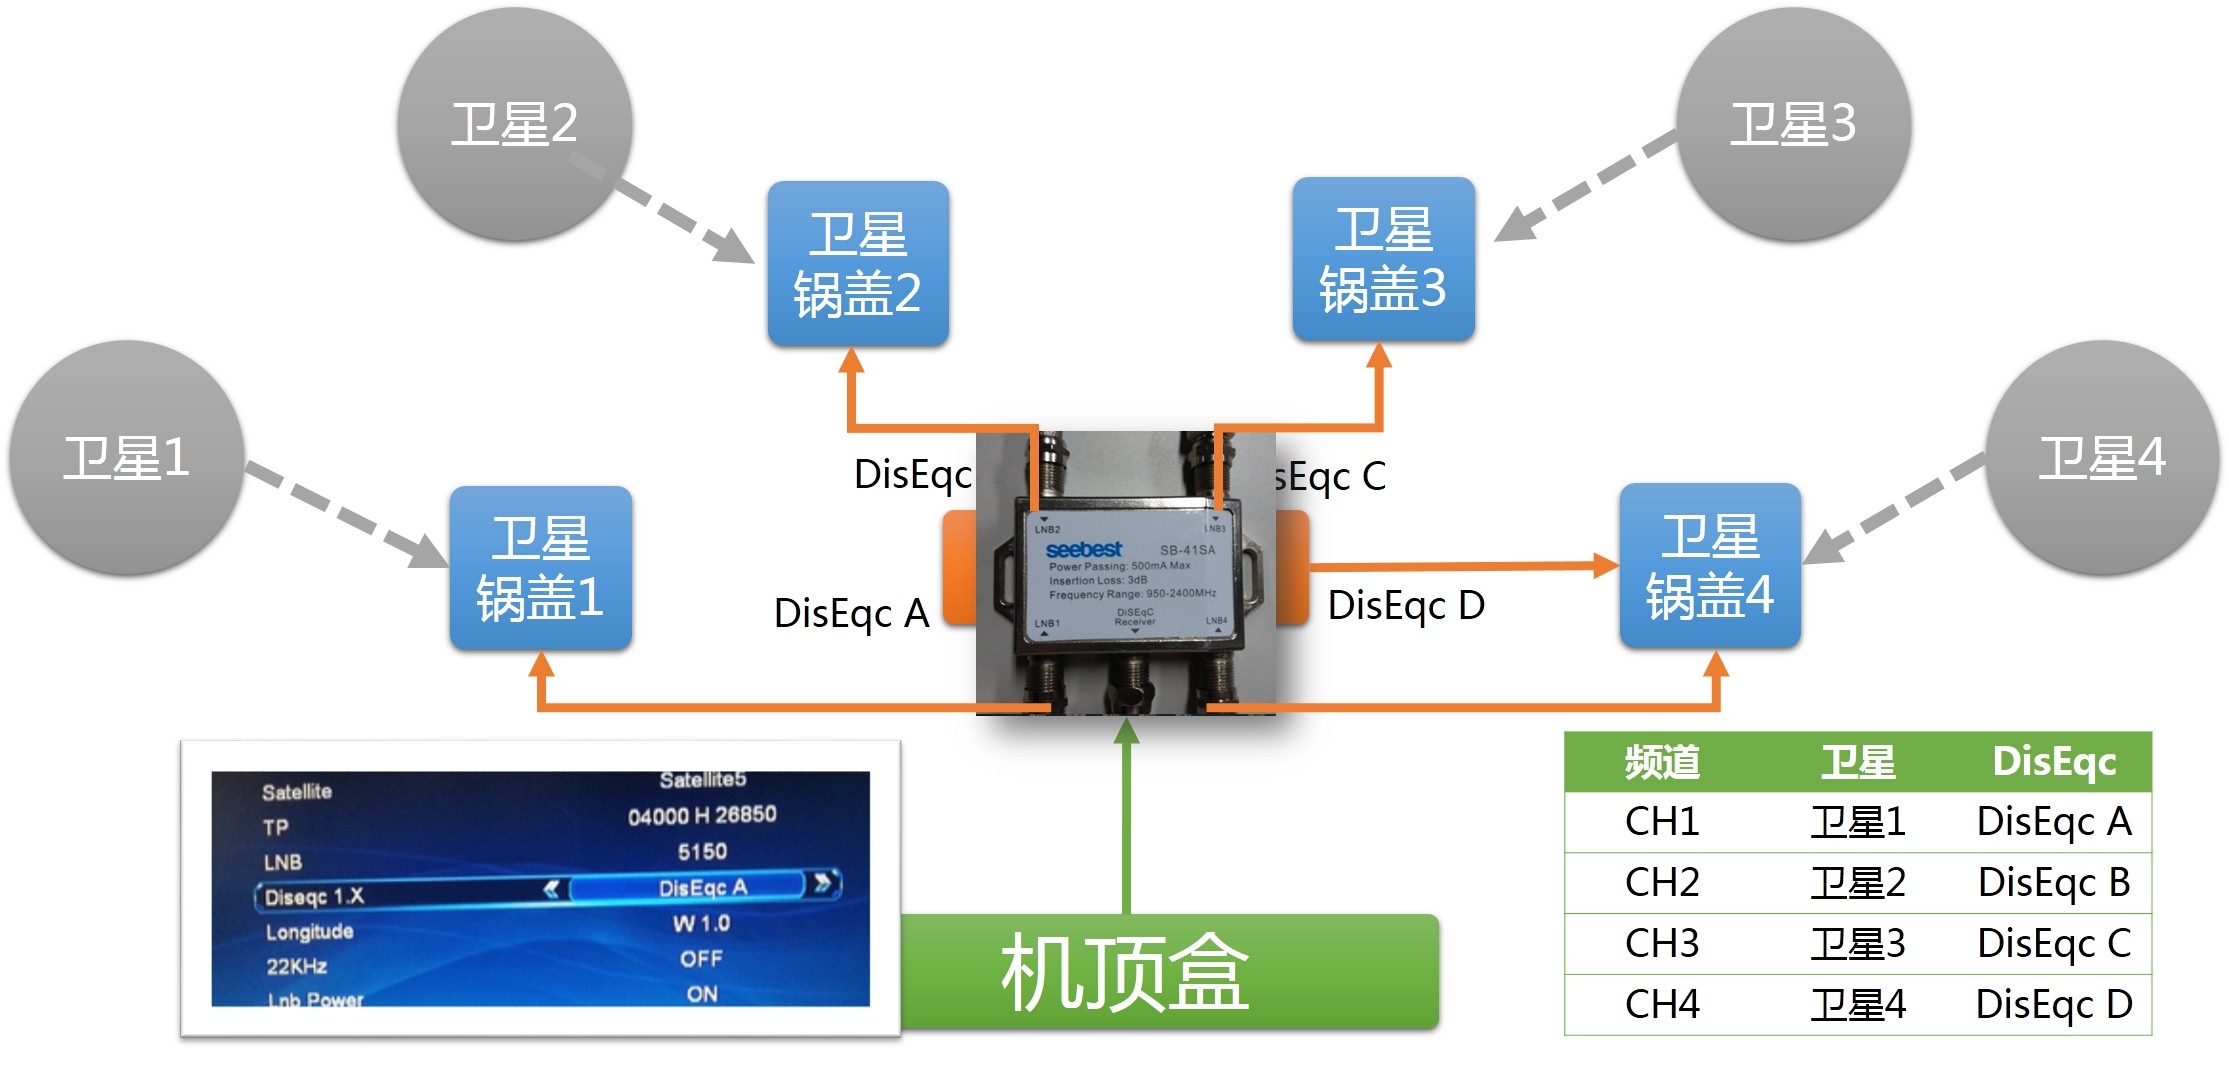 卫星2
卫星3
卫星
锅盖2
卫星
锅盖3
卫星1
卫星4
卫星
锅盖1
卫星
锅盖4
DisEqc
sEqc C
DisEqc A
DisEqc D
LNB2
LNB3
seebest SB-41SA
Power Passing: 500mA Max
Insertion Loss: 3dB
Frequency Range: 950-2400MHz
DiSEqC
Receiver
LNB1
LNB4
Satellite Satellite5
TP 04000 H 26850
LNB 5150
Diseqc 1.X DisEqc A
Longitude W 1.0
22KHz OFF
Lnb Power ON
机顶盒
频道 卫星 DisEqc
CH1 卫星1 DisEqc A
CH2 卫星2 DisEqc B
CH3 卫星3 DisEqc C
CH4 卫星4 DisEqc D